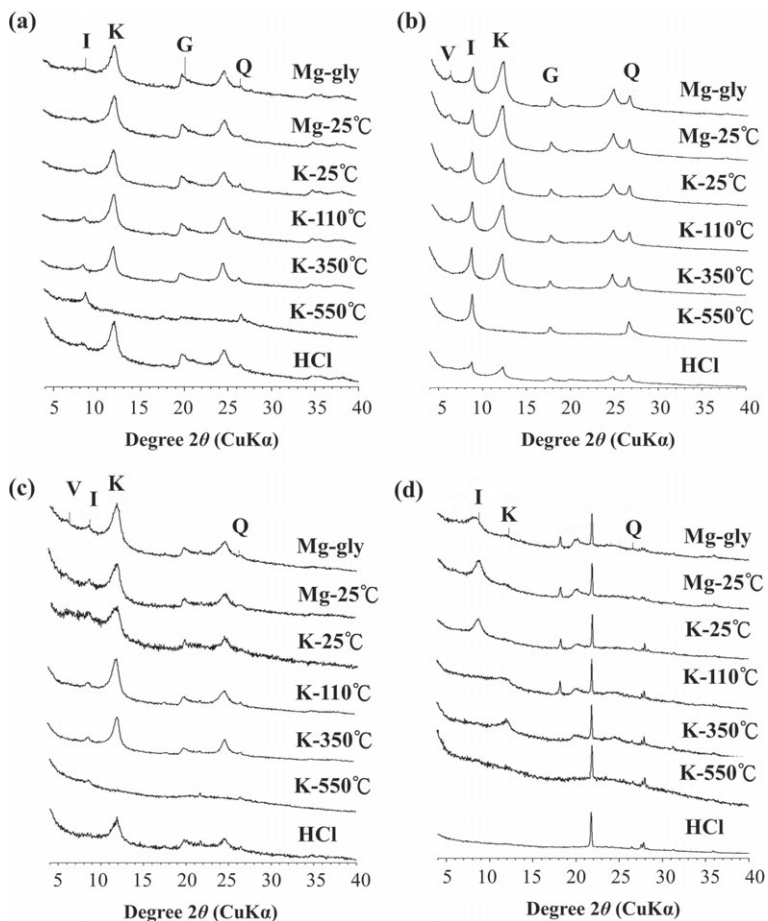 (a)
I K G Q
Mg-gly
Mg-25℃
K-25℃
K-110℃
K-350℃
K-550℃
HCl
5 10 15 20 25 30 35 40
Degree 2θ (CuKα)
(b)
V I K G Q
Mg-gly
Mg-25℃
K-25℃
K-110℃
K-350℃
K-550℃
HCl
5 10 15 20 25 30 35 40
Degree 2θ (CuKα)
(c)
V I K Q
Mg-gly
Mg-25℃
K-25℃
K-110℃
K-350℃
K-550℃
HCl
5 10 15 20 25 30 35 40
Degree 2θ (CuKα)
(d)
I K Q
Mg-gly
Mg-25℃
K-25℃
K-110℃
K-350℃
K-550℃
HCl
5 10 15 20 25 30 35 40
Degree 2θ (CuKα)